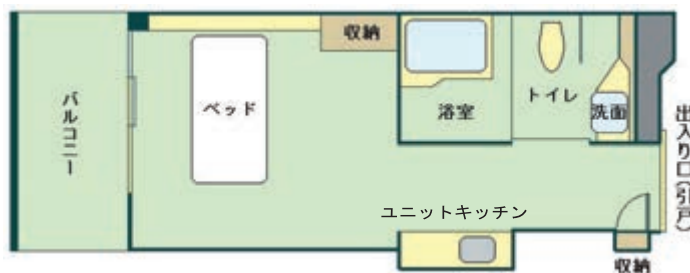 収納
バルコニー
ベッド
浴室
トイレ
洗面
出入り口(引戸)
ユニットキッチン
収納